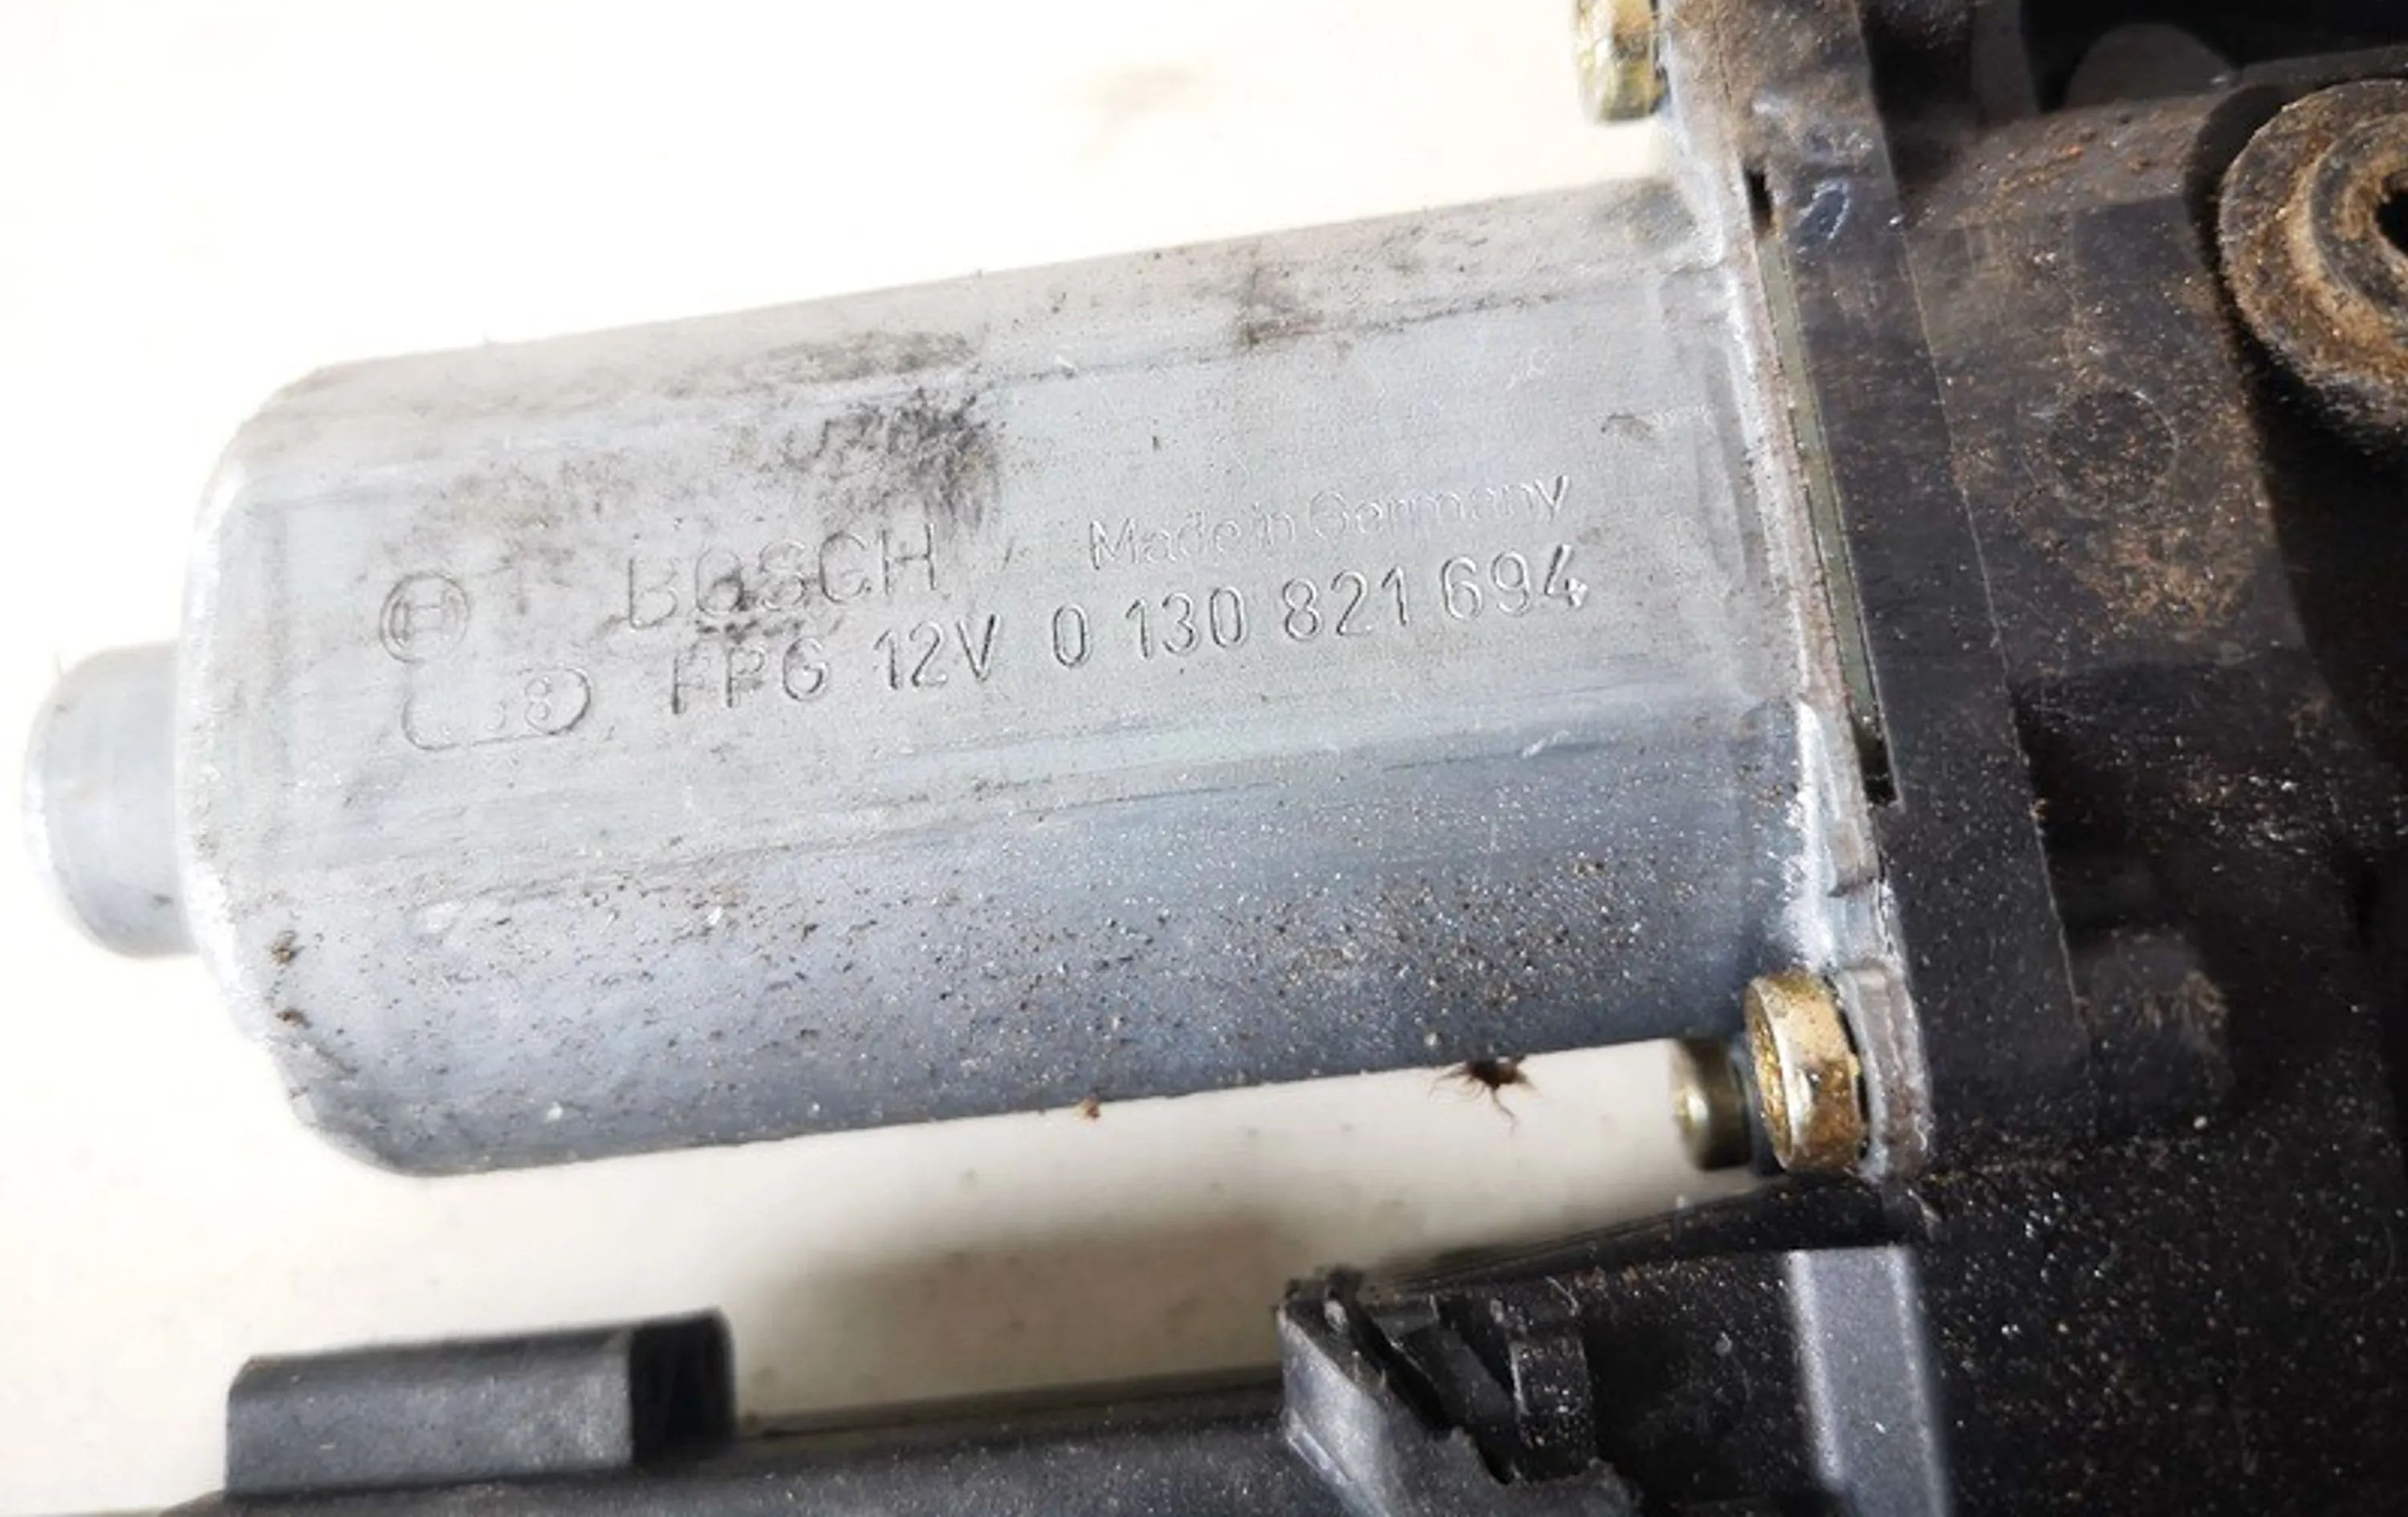 BOSCH Made in Germany
FPG 12V 0 130 821 694